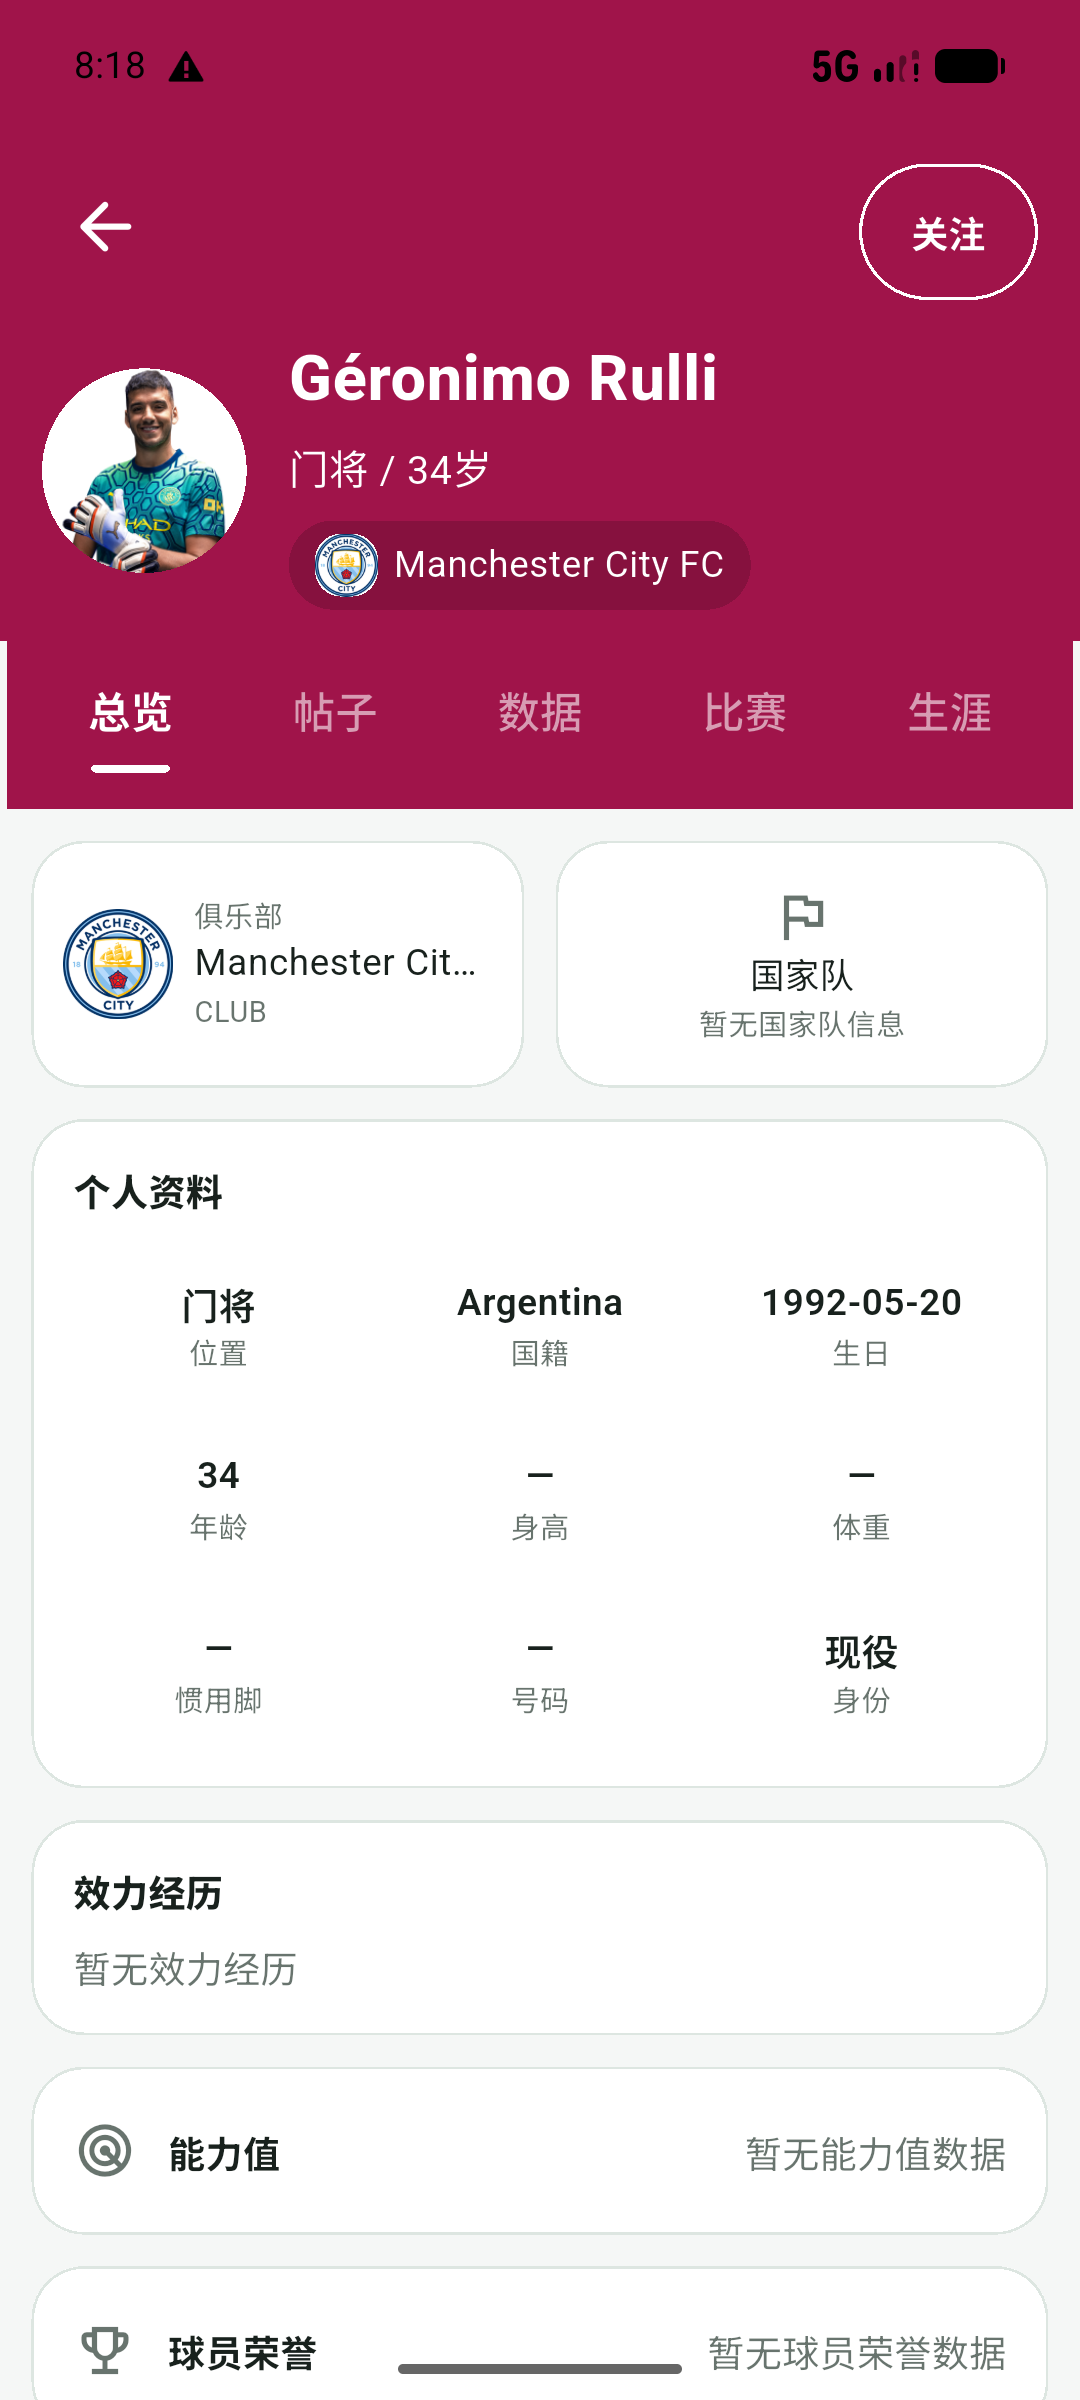 8:18
5G
关注
Géronimo Rulli
门将 / 34岁
Manchester City FC
总览 帖子 数据 比赛 生涯
俱乐部
Manchester Cit...
CLUB
国家队
暂无国家队信息
个人资料
门将 Argentina 1992-05-20
位置 国籍 生日
34 — —
年龄 身高 体重
— — 现役
惯用脚 号码 身份
效力经历
暂无效力经历
能力值 暂无能力值数据
球员荣誉 暂无球员荣誉数据